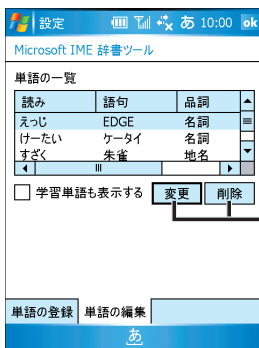 設定 あ 10:00 ok
Microsoft IME 辞書ツール
単語の一覧
読み 語句 品詞
えっじ EDGE 名詞
けーたい ケータイ 名詞
すざく 朱雀 地名
学習単語も表示する 変更 削除
単語の登録 単語の編集
あ